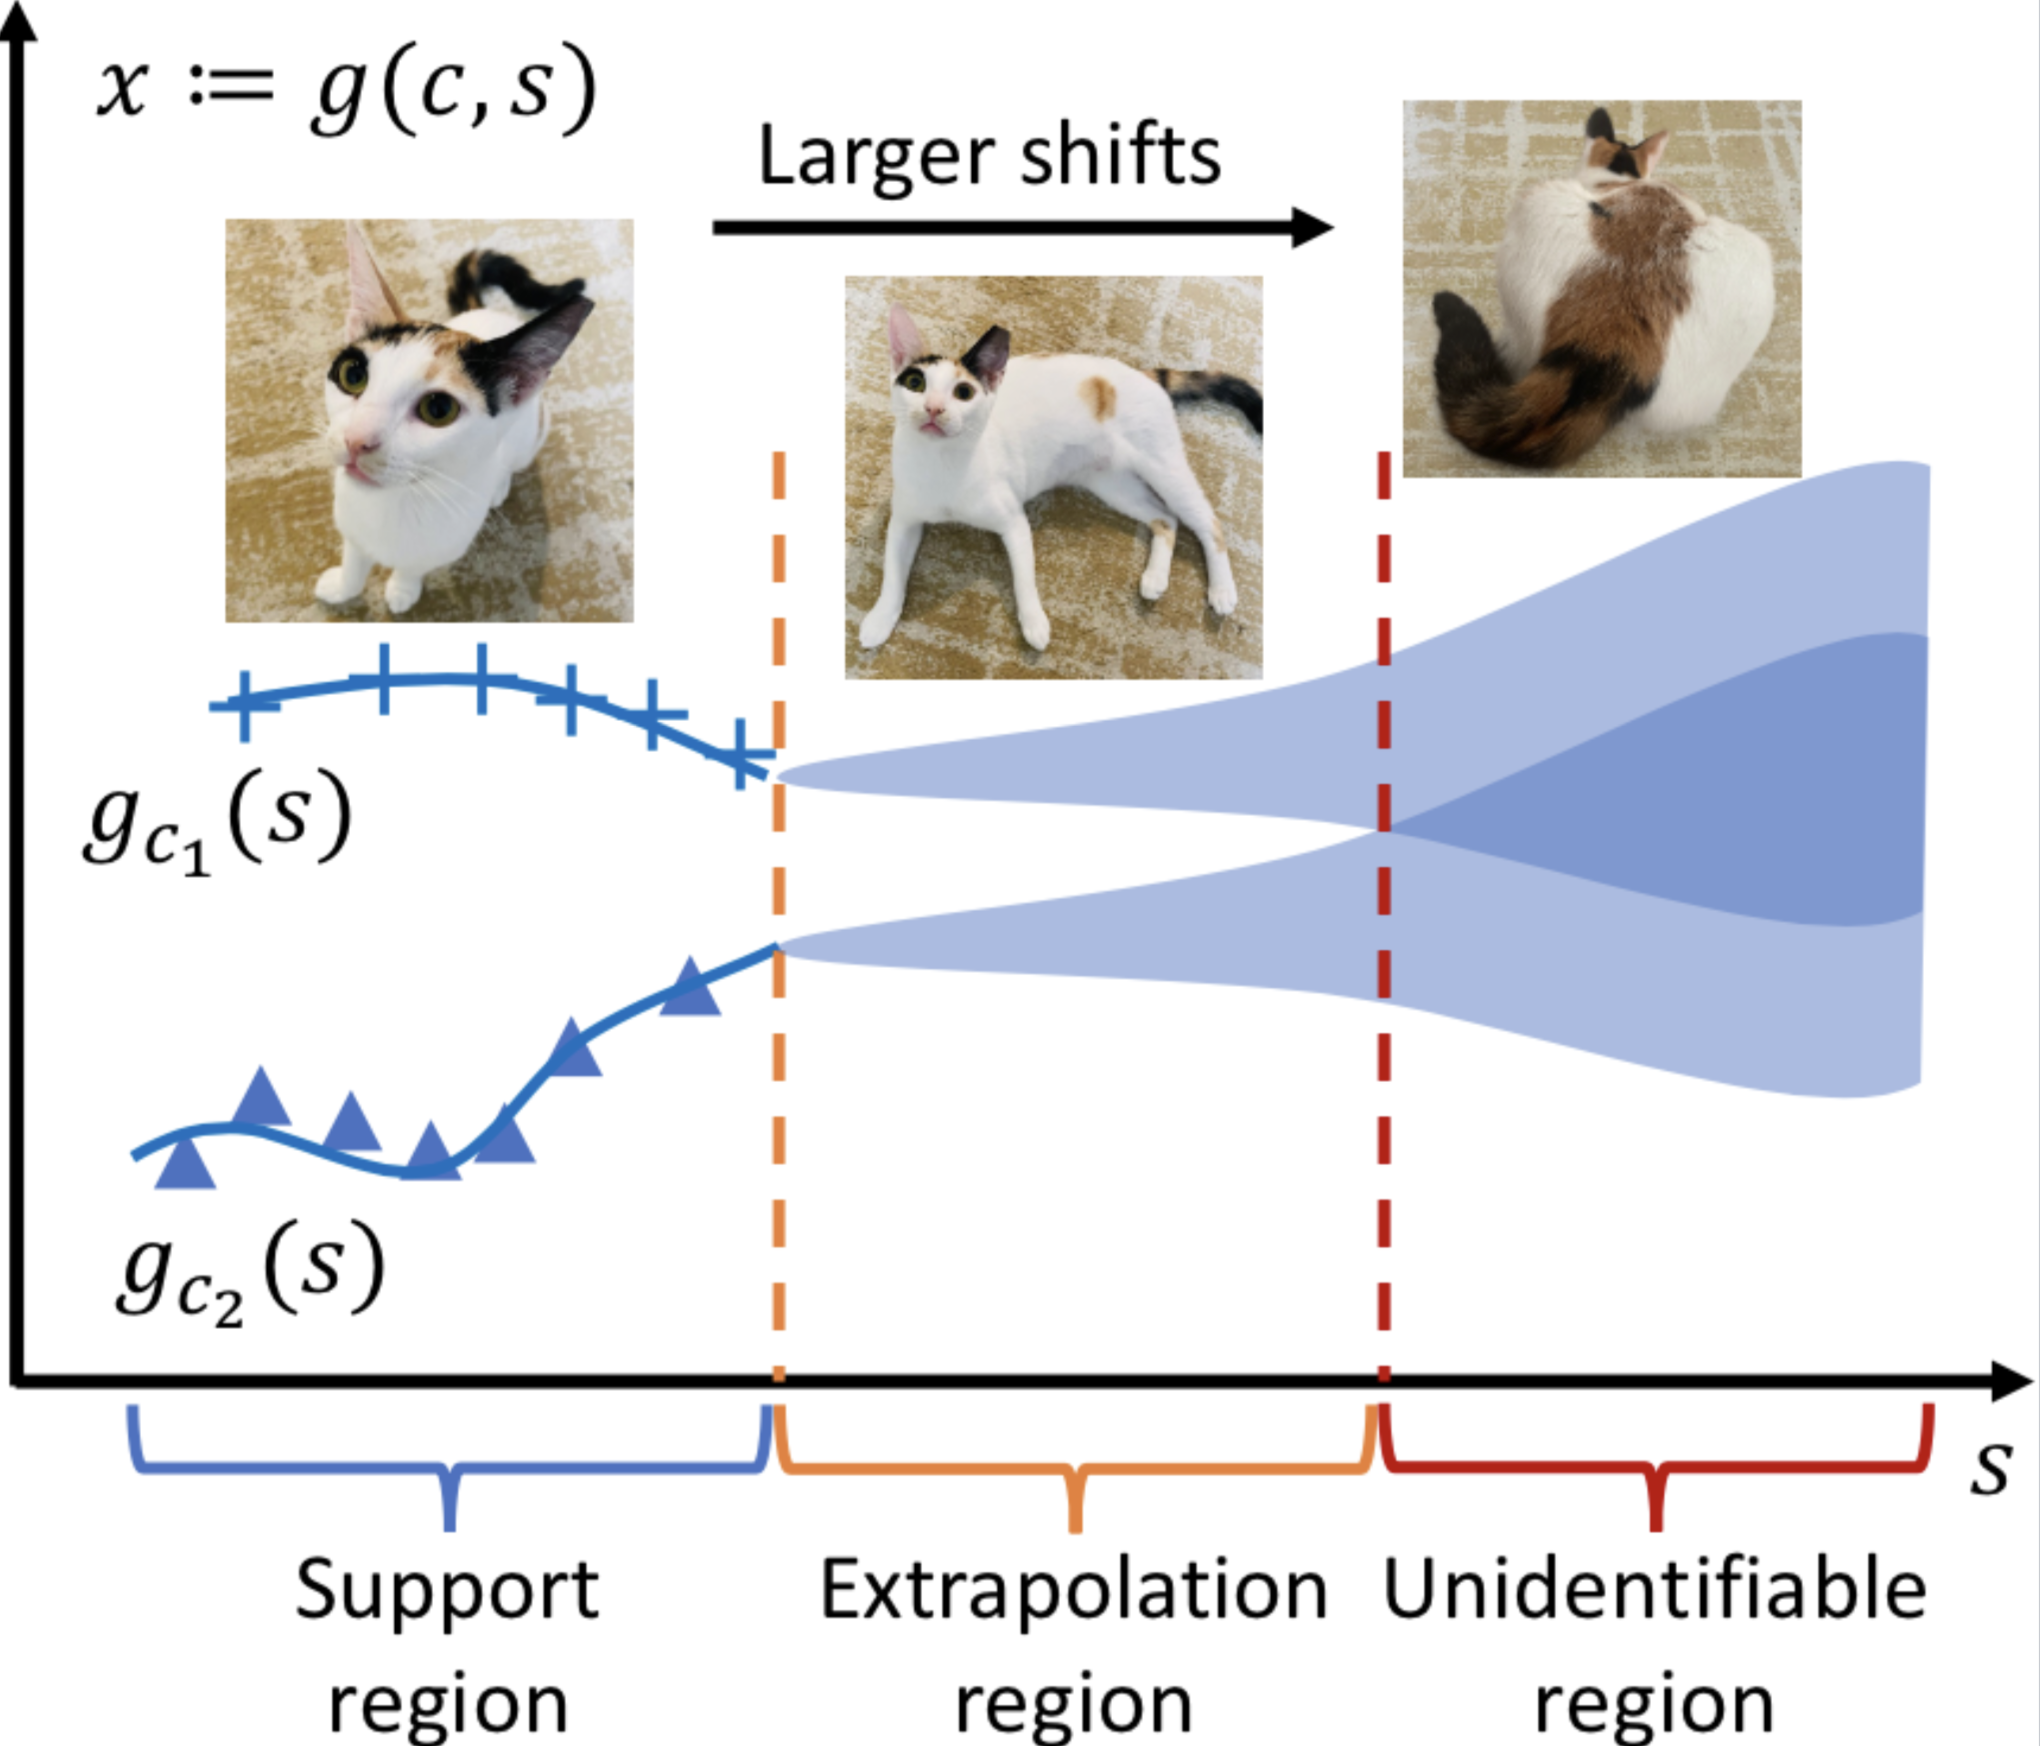 x ≔ g(c, s)
Larger shifts
g_{c_1}(s)
g_{c_2}(s)
s
Support region
Extrapolation region
Unidentifiable region